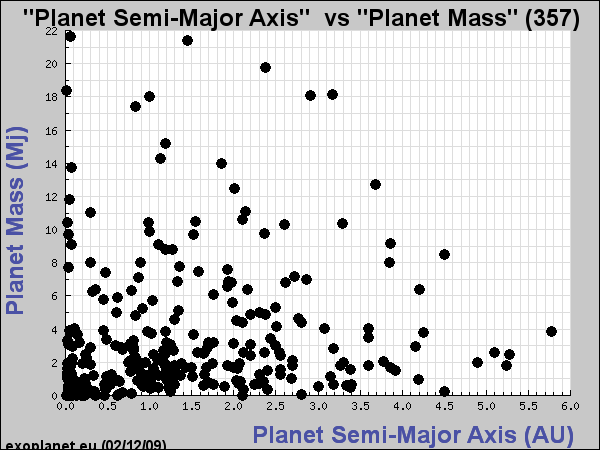 "Planet Semi-Major Axis" vs "Planet Mass" (357)
22
20
18
16
14
12
10
8
6
4
2
0
Planet Mass (Mj)
0.0 0.5 1.0 1.5 2.0 2.5 3.0 3.5 4.0 4.5 5.0 5.5 6.0
Planet Semi-Major Axis (AU)
exoplanet.eu (02/12/09)